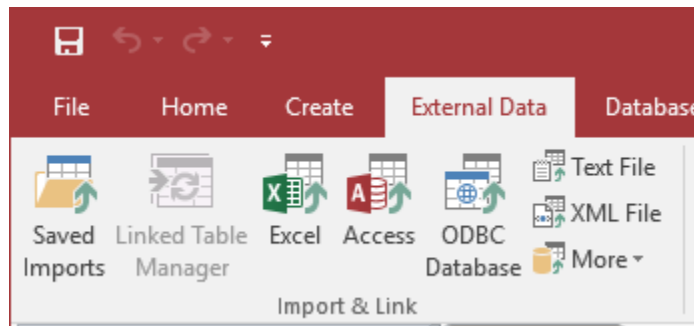 File Home Create External Data Database
Saved Imports
Linked Table Manager
Excel
Access
ODBC Database
Text File
XML File
More
Import & Link